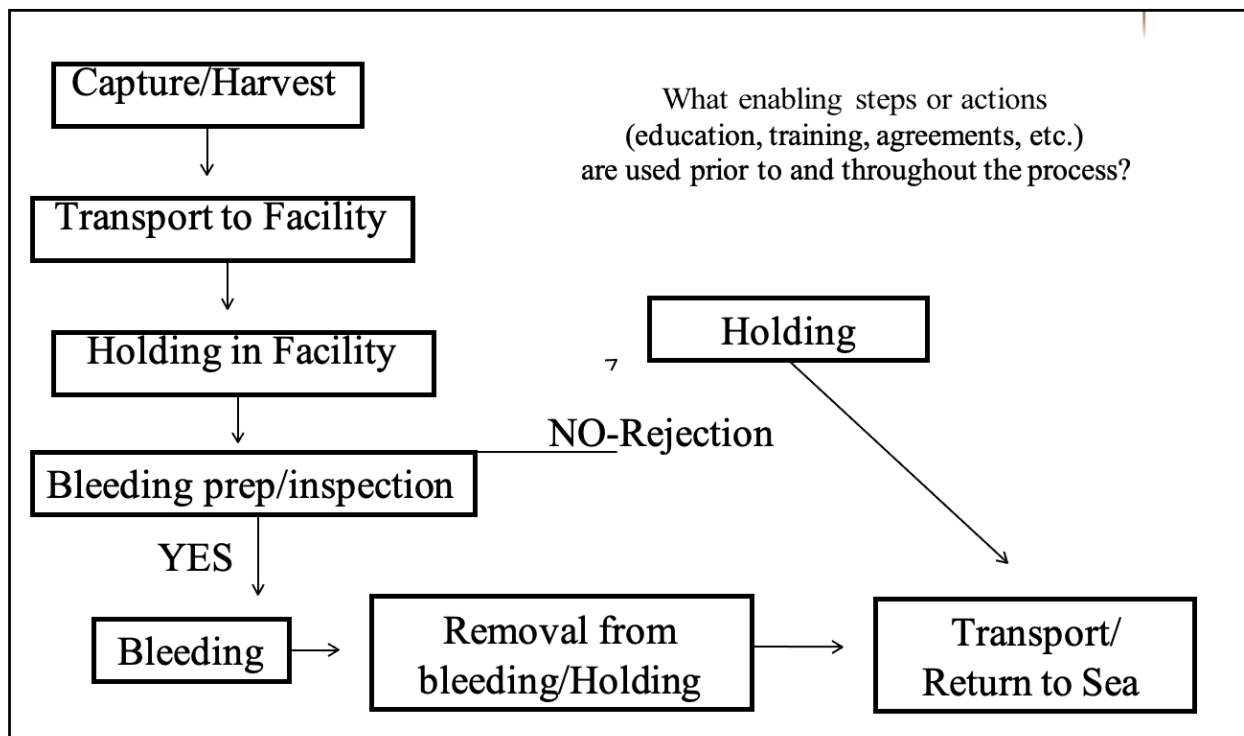 Capture/Harvest
What enabling steps or actions
(education, training, agreements, etc.)
are used prior to and throughout the process?
Transport to Facility
Holding in Facility
Holding
NO-Rejection
Bleeding prep/inspection
YES
Bleeding
Removal from
bleeding/Holding
Transport/
Return to Sea